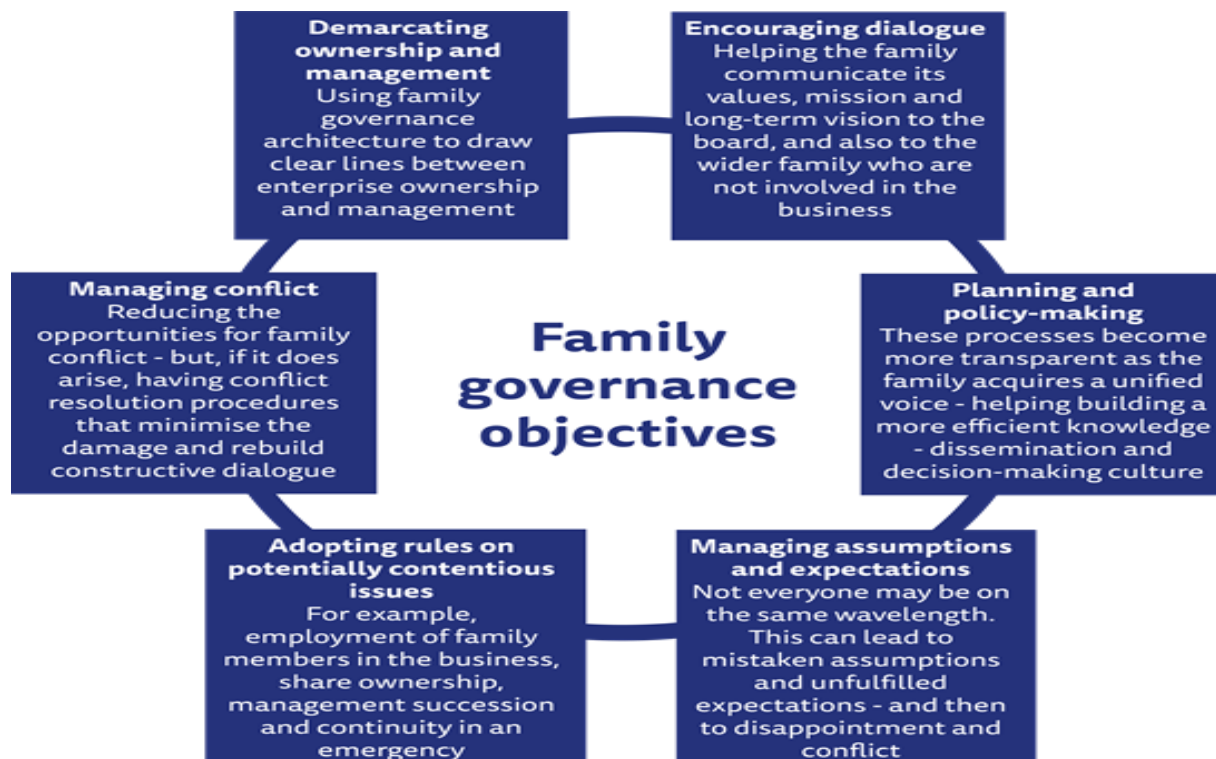 Demarcating
ownership and
management
Using family
governance
architecture to draw
clear lines between
enterprise ownership
and management
Encouraging dialogue
Helping the family
communicate its
values, mission and
long-term vision to the
board, and also to the
wider family who are
not involved in the
business
Managing conflict
Reducing the
opportunities for family
conflict - but, if it does
arise, having conflict
resolution procedures
that minimise the
damage and rebuild
constructive dialogue
Family
governance
objectives
Planning and
policy-making
These processes become
more transparent as the
family acquires a unified
voice - helping building a
more efficient knowledge
- dissemination and
decision-making culture
Adopting rules on
potentially contentious
issues
For example,
employment of family
members in the business,
share ownership,
management succession
and continuity in an
emergency
Managing assumptions
and expectations
Not everyone may be on
the same wavelength.
This can lead to
mistaken assumptions
and unfulfilled
expectations - and then
to disappointment and
conflict